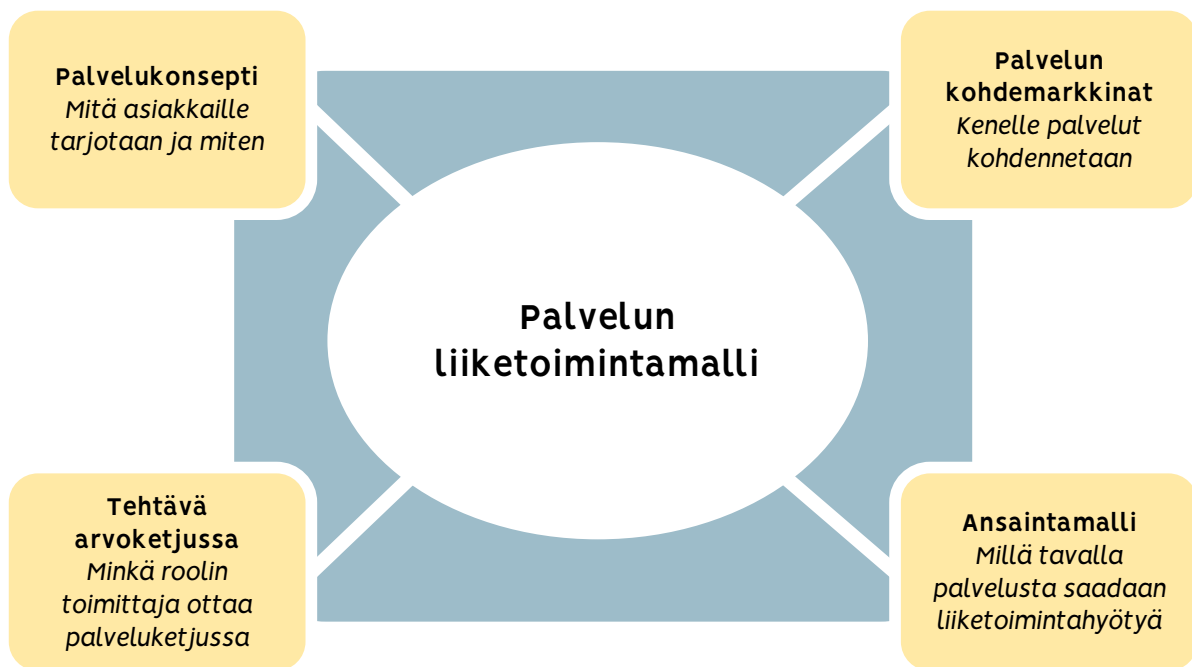 Palvelukonsepti
Mitä asiakkaille
tarjotaan ja miten
Palvelun
kohdemarkkinat
Kenelle palvelut
kohdennetaan
Palvelun
liiketoimintamalli
Tehtävä
arvoketjussa
Minkä roolin
toimittaja ottaa
palveluketjussa
Ansaintamalli
Millä tavalla
palvelusta saadaan
liiketoimintahyötyä